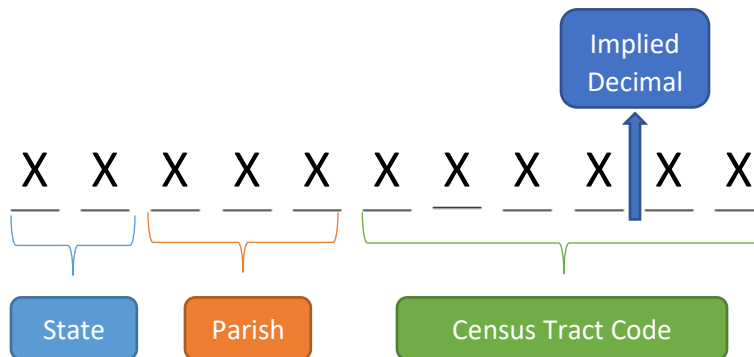 Implied
Decimal
X X X X X X X X X X X
State Parish Census Tract Code